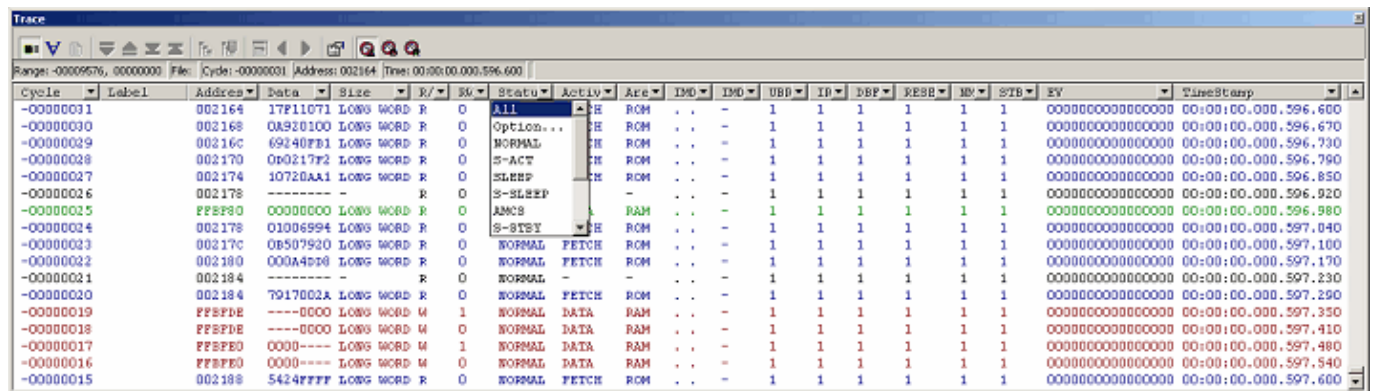 Trace
Range: -00009576, 00000000 File: Cycle: -00000031 Address: 002164 Time: 00:00:00.000.596.600
Cycle Label Addres Data Size R/ RW Statu Activ Are IMD IMD UBR IR DBF RESE NM STB EV TimeStamp
-00000031 002164 17F11071 LONG WORD R 0 All H ROM . . - 1 1 1 1 1 1 0000000000000000 00:00:00.000.596.600
-00000030 002168 0A920100 LONG WORD R 0 Option... H ROM . . - 1 1 1 1 1 1 0000000000000000 00:00:00.000.596.670
-00000029 00216C 69240FB1 LONG WORD R 0 NORMAL H ROM . . - 1 1 1 1 1 1 0000000000000000 00:00:00.000.596.730
-00000028 002170 0D0217F2 LONG WORD R 0 S-ACT H ROM . . - 1 1 1 1 1 1 0000000000000000 00:00:00.000.596.790
-00000027 002174 10720AA1 LONG WORD R 0 SLEEP H ROM . . - 1 1 1 1 1 1 0000000000000000 00:00:00.000.596.850
-00000026 002178 -------- - R 0 S-SLEEP - . . - 1 1 1 1 1 1 0000000000000000 00:00:00.000.596.920
-00000025 FFBF80 00000000 LONG WORD R 0 AMCS A RAM . . - 1 1 1 1 1 1 0000000000000000 00:00:00.000.596.980
-00000024 002178 01006994 LONG WORD R 0 S-STBY H ROM . . - 1 1 1 1 1 1 0000000000000000 00:00:00.000.597.040
-00000023 00217C 0B507920 LONG WORD R 0 NORMAL FETCH ROM . . - 1 1 1 1 1 1 0000000000000000 00:00:00.000.597.100
-00000022 002180 000A4DD8 LONG WORD R 0 NORMAL FETCH ROM . . - 1 1 1 1 1 1 0000000000000000 00:00:00.000.597.170
-00000021 002184 -------- - R 0 NORMAL - - . . - 1 1 1 1 1 1 0000000000000000 00:00:00.000.597.230
-00000020 002184 7917002A LONG WORD R 0 NORMAL FETCH ROM . . - 1 1 1 1 1 1 0000000000000000 00:00:00.000.597.290
-00000019 FFBFDE ----0000 LONG WORD W 1 NORMAL DATA RAM . . - 1 1 1 1 1 1 0000000000000000 00:00:00.000.597.350
-00000018 FFBFDE ----0000 LONG WORD W 0 NORMAL DATA RAM . . - 1 1 1 1 1 1 0000000000000000 00:00:00.000.597.410
-00000017 FFBFE0 0000---- LONG WORD W 1 NORMAL DATA RAM . . - 1 1 1 1 1 1 0000000000000000 00:00:00.000.597.480
-00000016 FFBFE0 0000---- LONG WORD W 0 NORMAL DATA RAM . . - 1 1 1 1 1 1 0000000000000000 00:00:00.000.597.540
-00000015 002188 5424FFFF LONG WORD R 0 NORMAL FETCH ROM . . - 1 1 1 1 1 1 0000000000000000 00:00:00.000.597.600